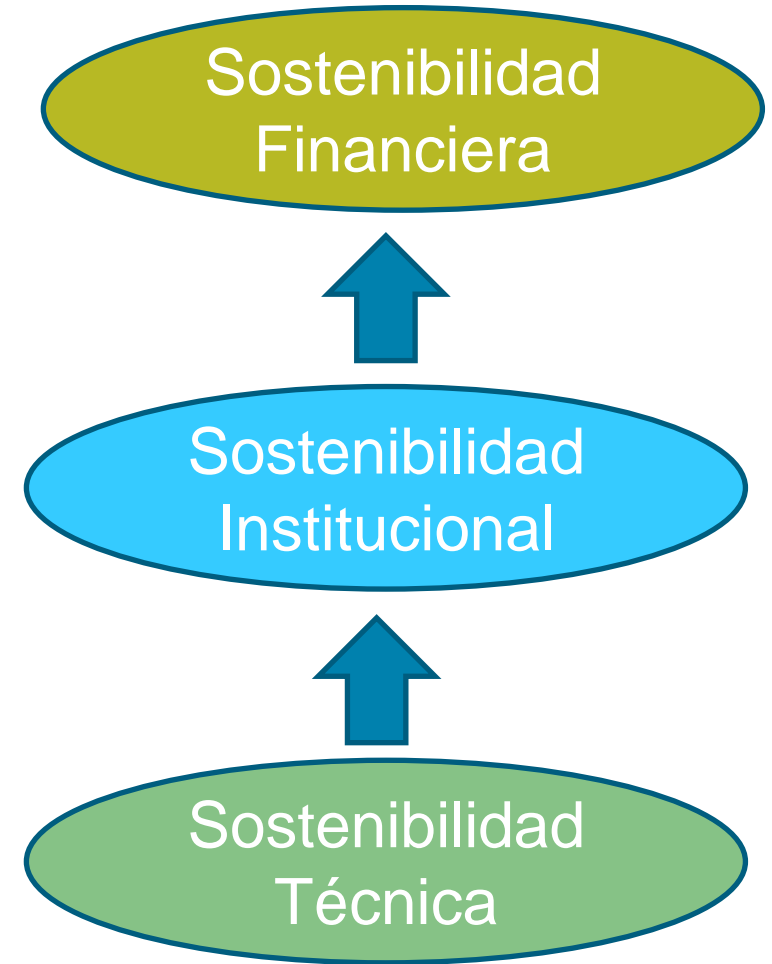 Sostenibilidad
Financiera
Sostenibilidad
Institucional
Sostenibilidad
Técnica